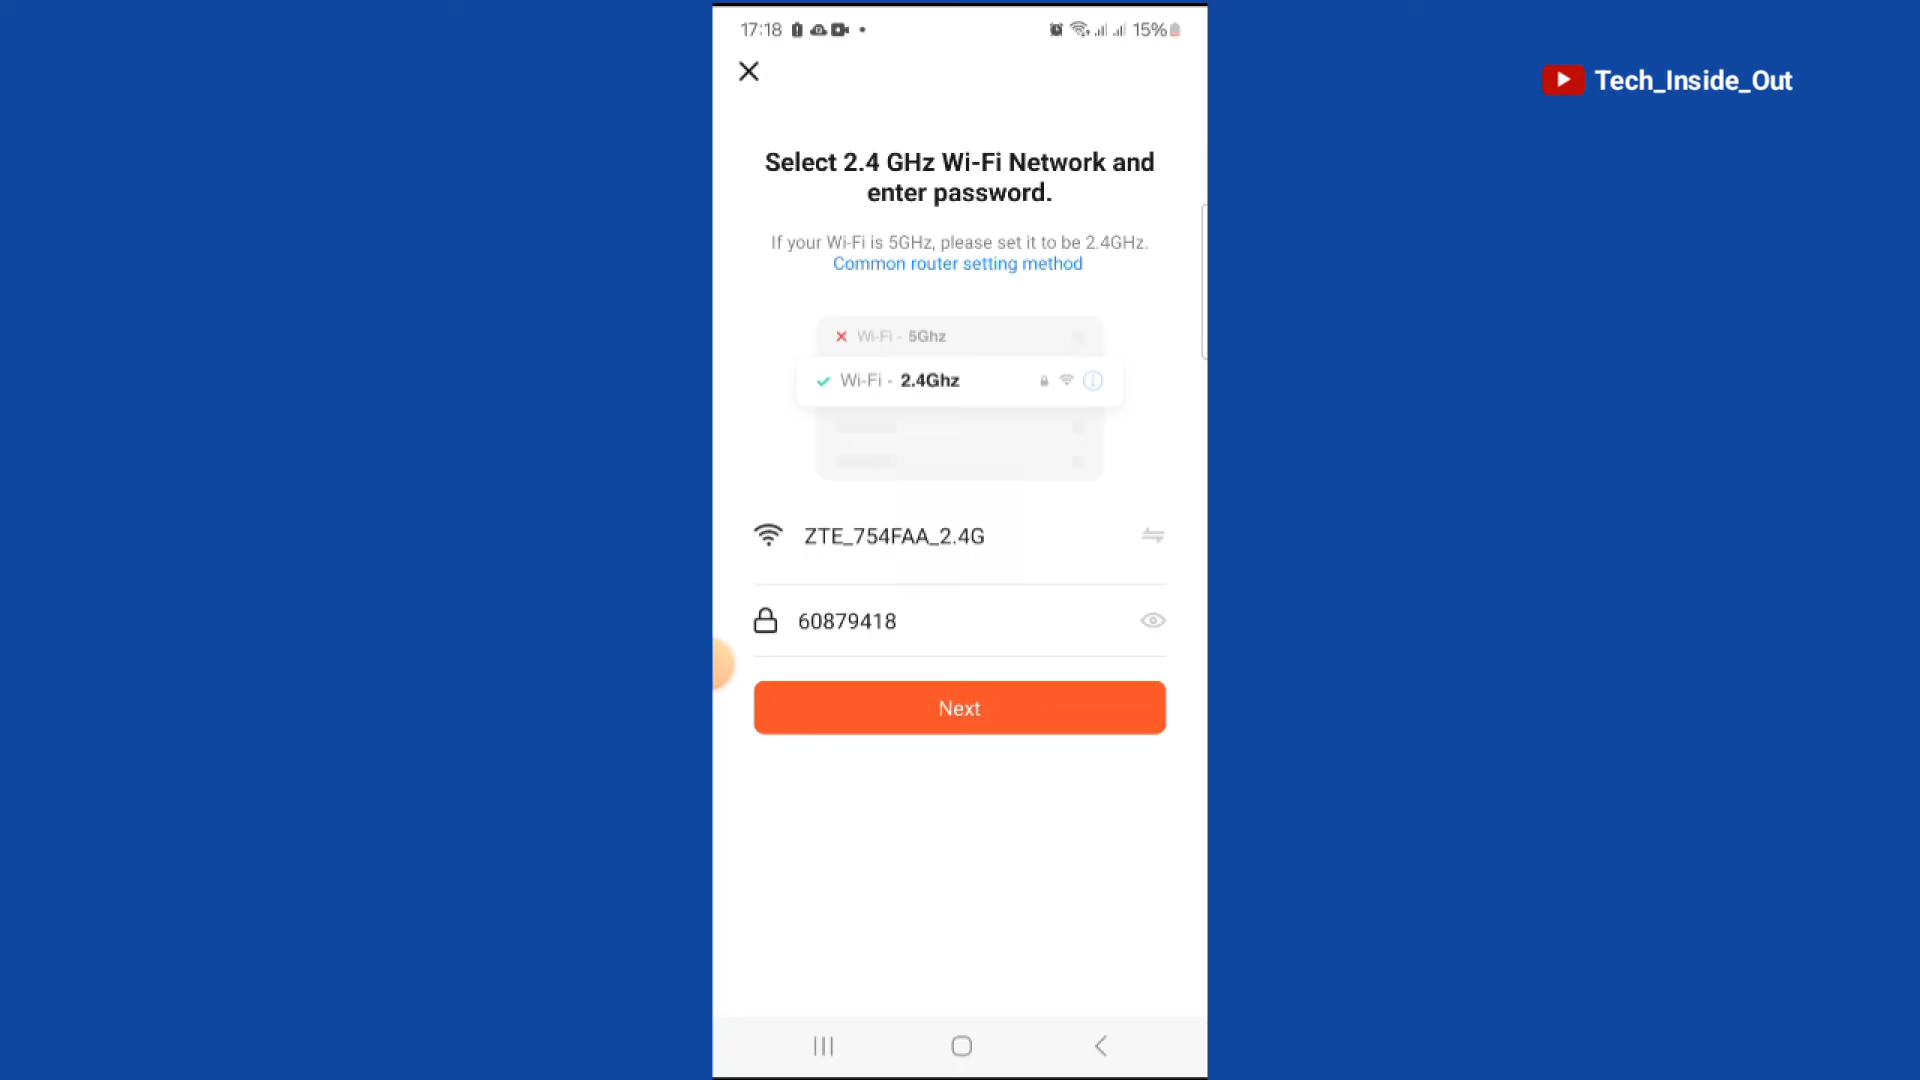 17:18
15%
Tech_Inside_Out
Select 2.4 GHz Wi-Fi Network and
enter password.
If your Wi-Fi is 5GHz, please set it to be 2.4GHz.
Common router setting method
Wi-Fi - 5Ghz
Wi-Fi - 2.4Ghz
ZTE_754FAA_2.4G
60879418
Next